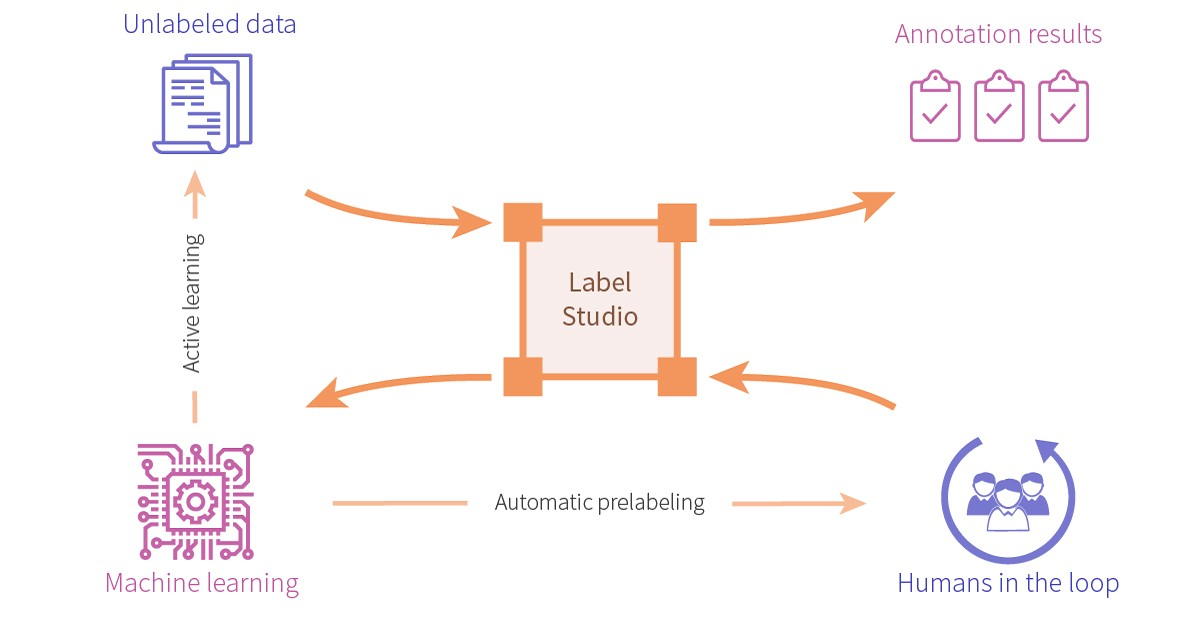 Unlabeled data
Annotation results
Active learning
Label
Studio
Automatic prelabeling
Machine learning
Humans in the loop